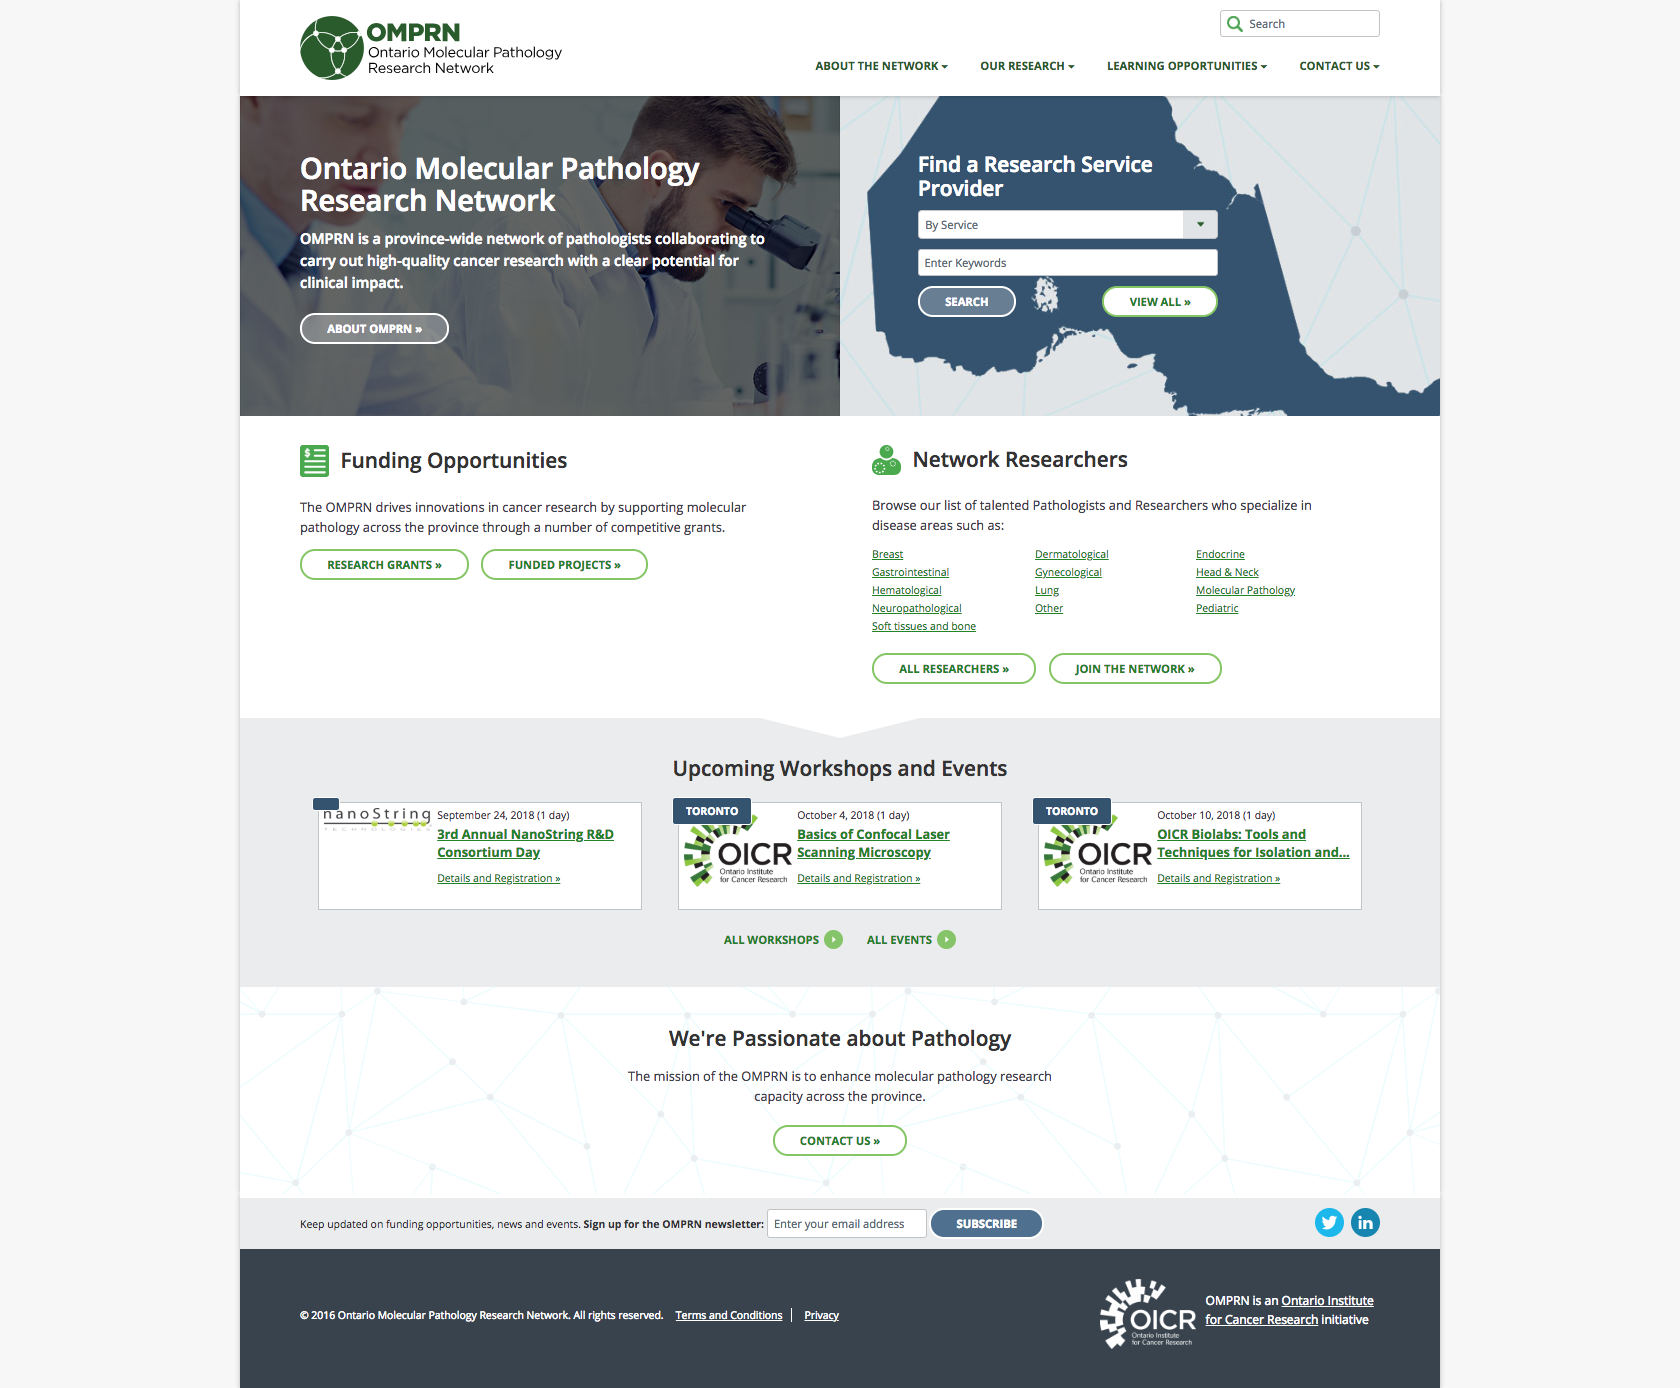 OMPRN
Ontario Molecular Pathology
Research Network
Search
ABOUT THE NETWORK
OUR RESEARCH
LEARNING OPPORTUNITIES
CONTACT US
Ontario Molecular Pathology
Research Network
OMPRN is a province-wide network of pathologists collaborating to
carry out high-quality cancer research with a clear potential for
clinical impact.
ABOUT OMPRN »
Find a Research Service
Provider
By Service
Enter Keywords
SEARCH
VIEW ALL »
Funding Opportunities
The OMPRN drives innovations in cancer research by supporting molecular
pathology across the province through a number of competitive grants.
RESEARCH GRANTS »
FUNDED PROJECTS »
Network Researchers
Browse our list of talented Pathologists and Researchers who specialize in
disease areas such as:
Breast
Dermatological
Endocrine
Gastrointestinal
Gynecological
Head & Neck
Hematological
Lung
Molecular Pathology
Neuropathological
Other
Pediatric
Soft tissues and bone
ALL RESEARCHERS »
JOIN THE NETWORK »
Upcoming Workshops and Events
nanoString
TECHNOLOGIES
September 24, 2018 (1 day)
3rd Annual NanoString R&D
Consortium Day
Details and Registration »
TORONTO
OICR
Ontario Institute
for Cancer Research
October 4, 2018 (1 day)
Basics of Confocal Laser
Scanning Microscopy
Details and Registration »
TORONTO
OICR
Ontario Institute
for Cancer Research
October 10, 2018 (1 day)
OICR Biolabs: Tools and
Techniques for Isolation and...
Details and Registration »
ALL WORKSHOPS
ALL EVENTS
We're Passionate about Pathology
The mission of the OMPRN is to enhance molecular pathology research
capacity across the province.
CONTACT US »
Keep updated on funding opportunities, news and events. Sign up for the OMPRN newsletter:
Enter your email address
SUBSCRIBE
in
© 2016 Ontario Molecular Pathology Research Network. All rights reserved.
Terms and Conditions
Privacy
OICR
Ontario Institute
for Cancer Research
OMPRN is an Ontario Institute
for Cancer Research initiative